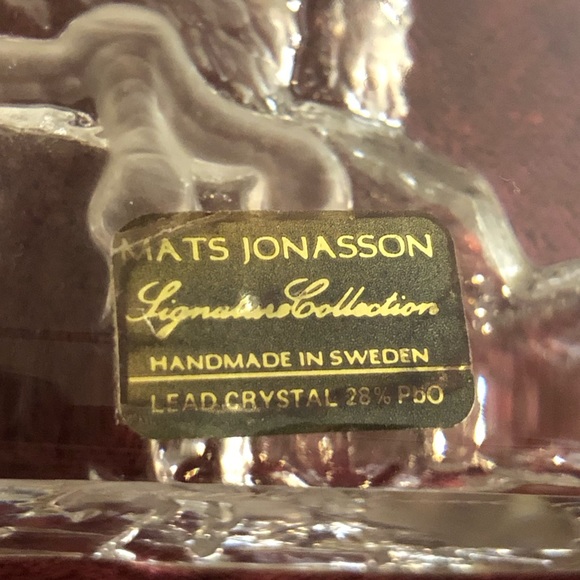 MATS JONASSON
Signature Collection
HANDMADE IN SWEDEN
LEAD CRYSTAL 28% PbO